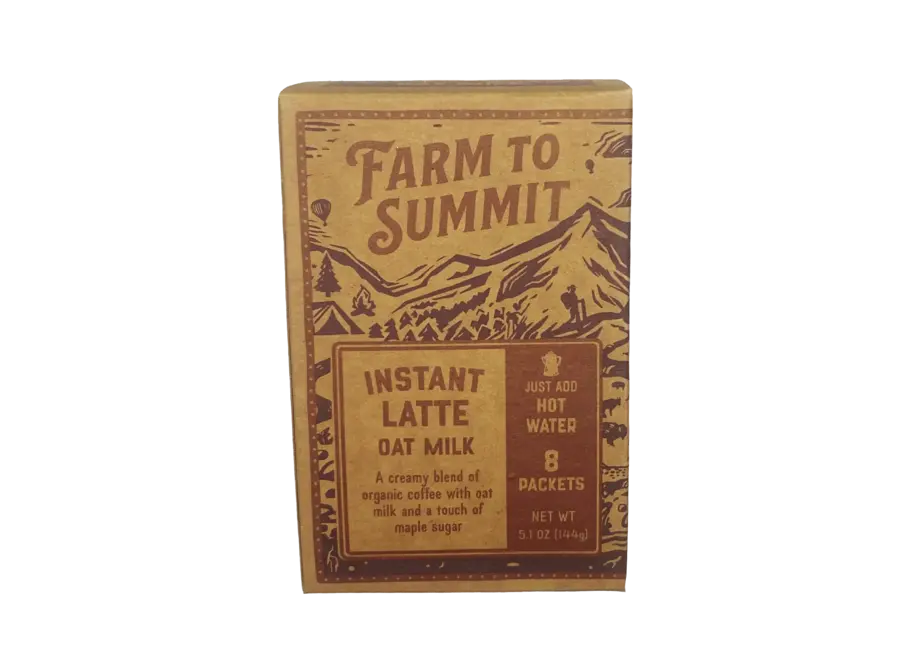 FARM TO
SUMMIT
INSTANT
LATTE
OAT MILK
A creamy blend of
organic coffee with oat
milk and a touch of
maple sugar
JUST ADD
HOT
WATER
8
PACKETS
NET WT
5.1 OZ (144g)